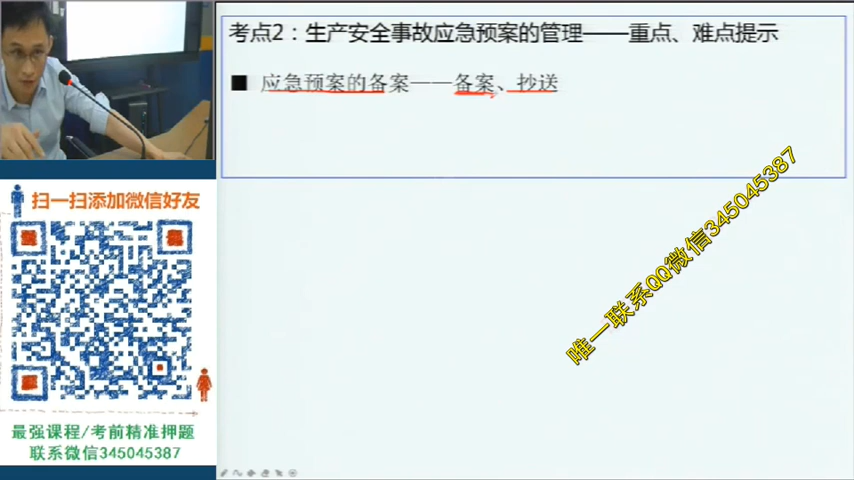 考点2：生产安全事故应急预案的管理——重点、难点提示
■ 应急预案的备案——备案、抄送
唯一联系QQ微信345045387
扫一扫添加微信好友
最强课程/考前精准押题
联系微信345045387